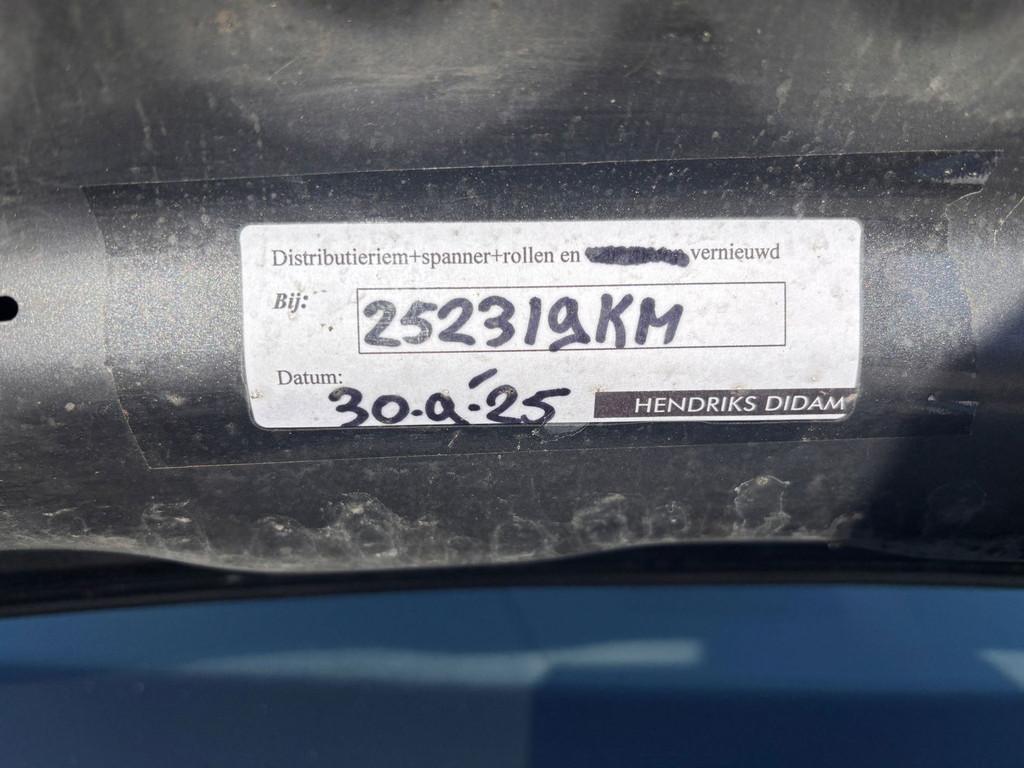 Distributieriem+spanner+rollen en vernieuwd
Bij: 252319KM
Datum:
30-9-'25
HENDRIKS DIDAM